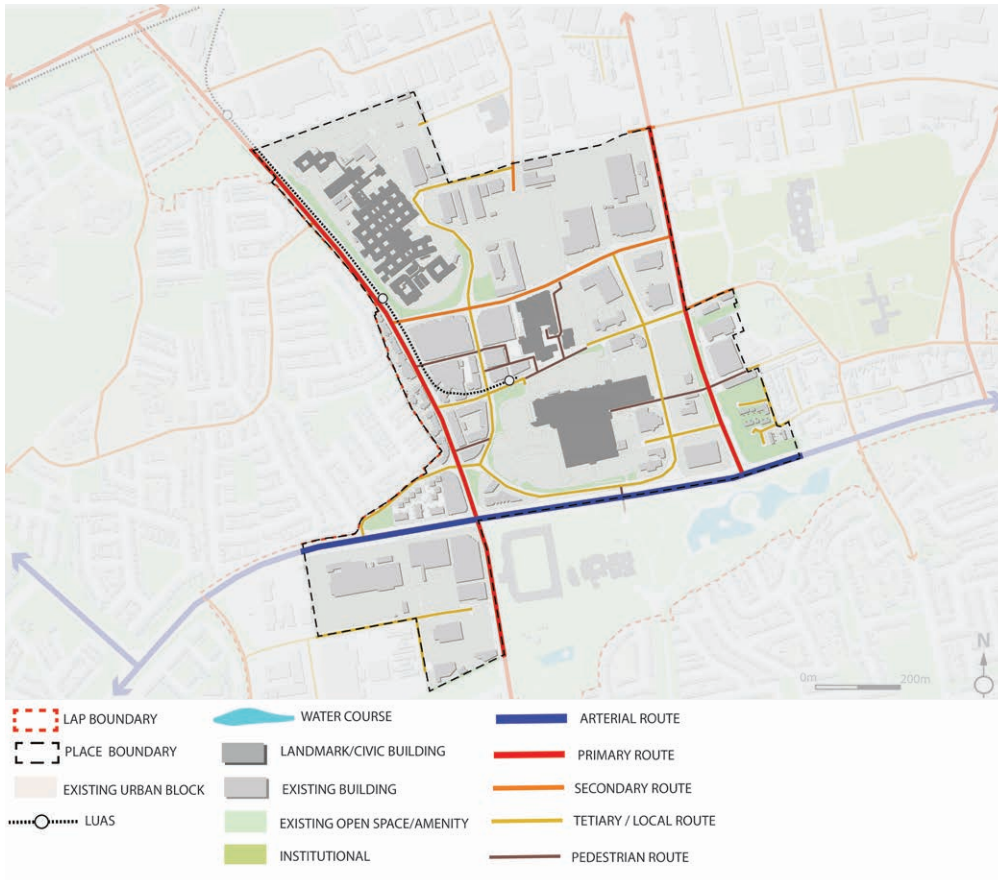 N
0m 200m
LAP BOUNDARY
PLACE BOUNDARY
EXISTING URBAN BLOCK
LUAS
WATER COURSE
LANDMARK/CIVIC BUILDING
EXISTING BUILDING
EXISTING OPEN SPACE/AMENITY
INSTITUTIONAL
ARTERIAL ROUTE
PRIMARY ROUTE
SECONDARY ROUTE
TETIARY / LOCAL ROUTE
PEDESTRIAN ROUTE